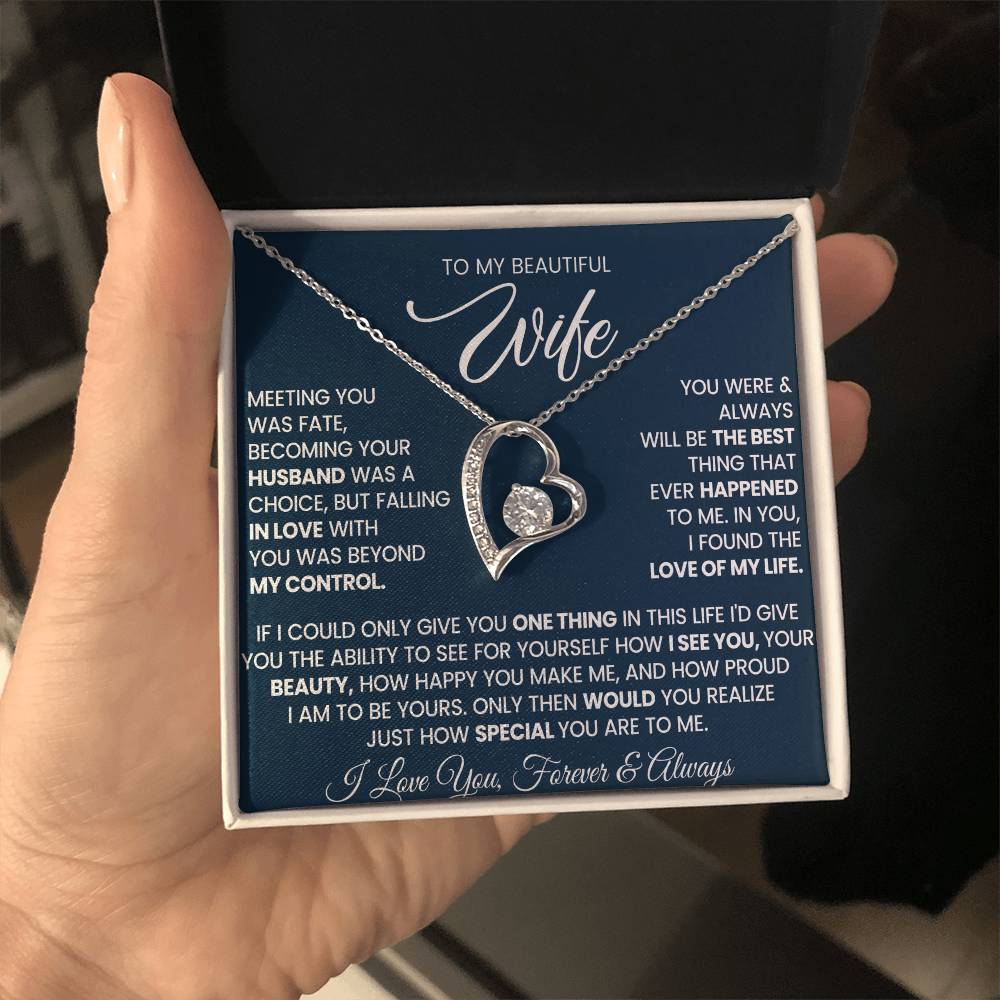 TO MY BEAUTIFUL
Wife
MEETING YOU
WAS FATE,
BECOMING YOUR
HUSBAND WAS A
CHOICE, BUT FALLING
IN LOVE WITH
YOU WAS BEYOND
MY CONTROL.
YOU WERE &
ALWAYS
WILL BE THE BEST
THING THAT
EVER HAPPENED
TO ME. IN YOU,
I FOUND THE
LOVE OF MY LIFE.
IF I COULD ONLY GIVE YOU ONE THING IN THIS LIFE I'D GIVE
YOU THE ABILITY TO SEE FOR YOURSELF HOW I SEE YOU, YOUR
BEAUTY, HOW HAPPY YOU MAKE ME, AND HOW PROUD
I AM TO BE YOURS. ONLY THEN WOULD YOU REALIZE
JUST HOW SPECIAL YOU ARE TO ME.
I Love You, Forever & Always